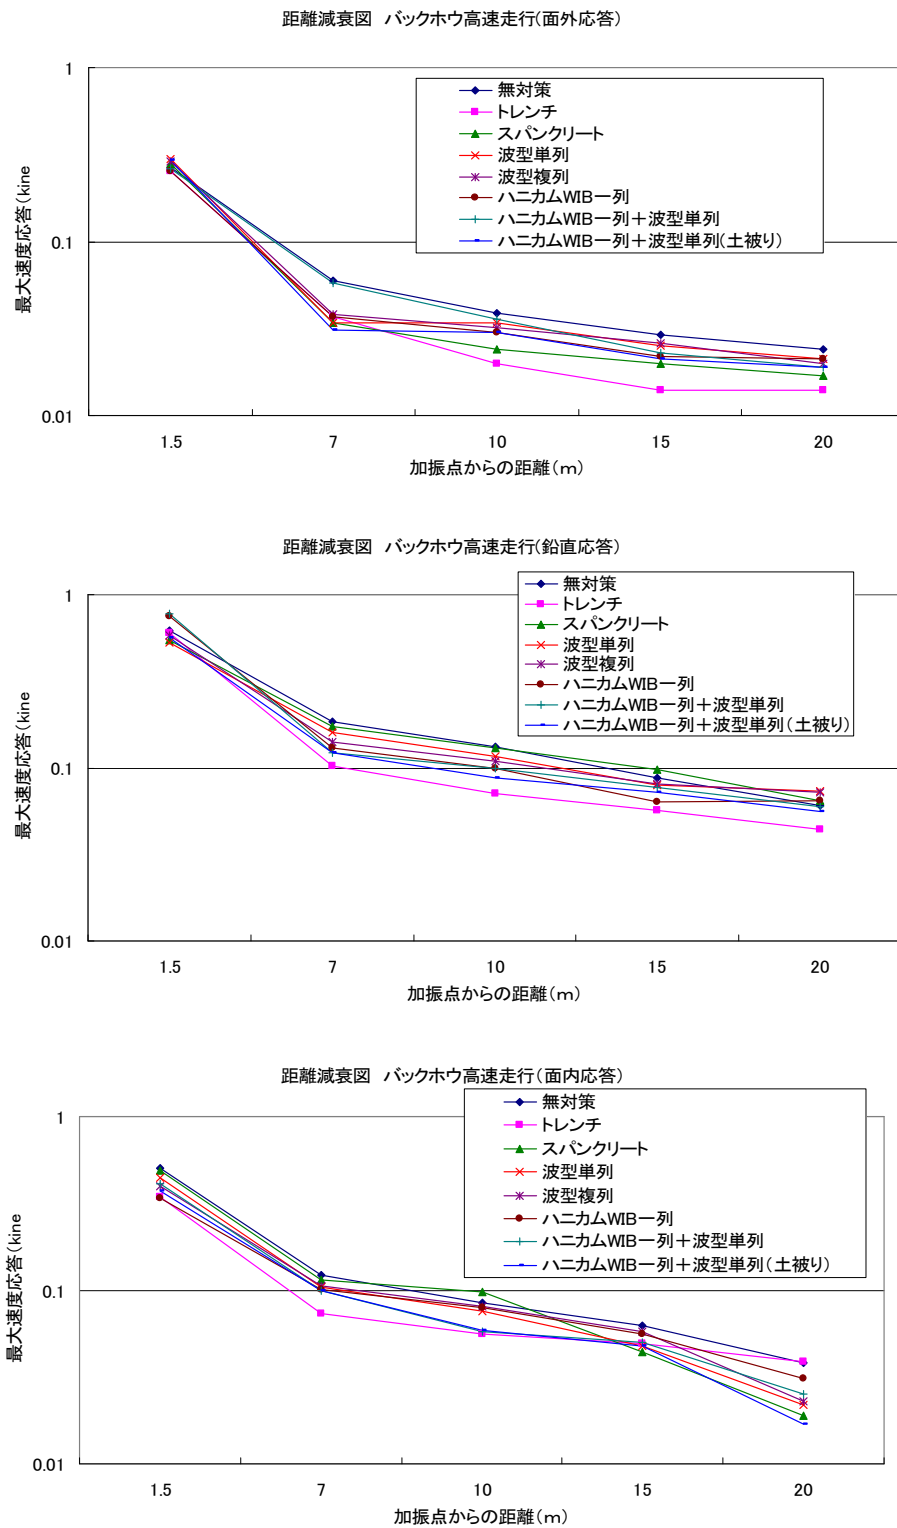 距離減衰図 バックホウ高速走行(面外応答)
1
0.1
0.01
最大速度応答(kine
無対策
トレンチ
スパンクリート
波型単列
波型複列
ハニカムWIB一列
ハニカムWIB一列+波型単列
ハニカムWIB一列+波型単列(土被り)
1.5 7 10 15 20
加振点からの距離(m)
距離減衰図 バックホウ高速走行(鉛直応答)
1
0.1
0.01
最大速度応答(kine
無対策
トレンチ
スパンクリート
波型単列
波型複列
ハニカムWIB一列
ハニカムWIB一列+波型単列
ハニカムWIB一列+波型単列(土被り)
1.5 7 10 15 20
加振点からの距離(m)
距離減衰図 バックホウ高速走行(面内応答)
1
0.1
0.01
最大速度応答(kine
無対策
トレンチ
スパンクリート
波型単列
波型複列
ハニカムWIB一列
ハニカムWIB一列+波型単列
ハニカムWIB一列+波型単列(土被り)
1.5 7 10 15 20
加振点からの距離(m)